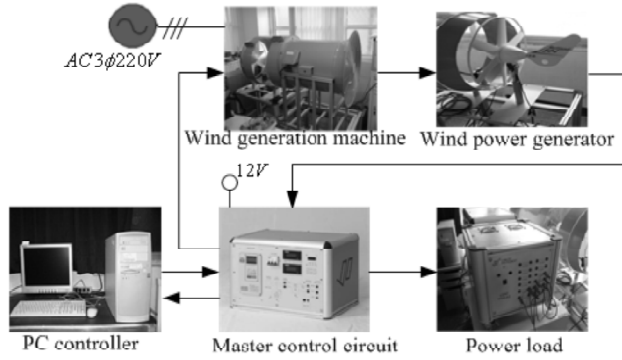 AC3ϕ220V
Wind generation machine
Wind power generator
12V
PC controller
Master control circuit
Power load